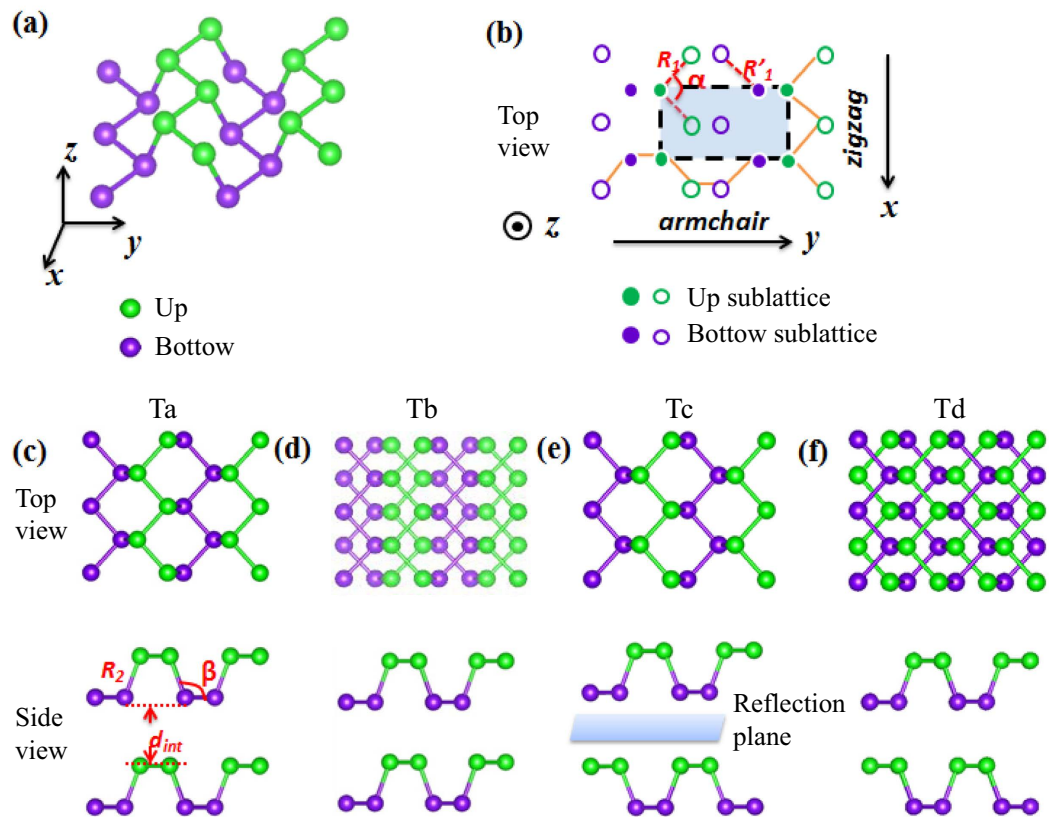 (a)
z
y
x
Up
Bottow
(b)
Top
view
R1
α
R'1
zigzag
x
z
armchair
y
Up sublattice
Bottow sublattice
Ta
Tb
Tc
Td
(c)
(d)
(e)
(f)
Top
view
Side
view
R2
β
dint
Reflection
plane